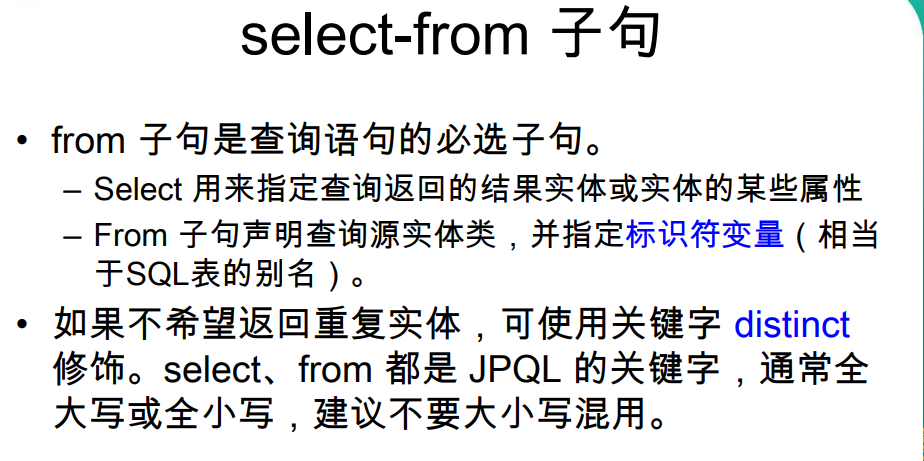 select-from 子句
• from 子句是查询语句的必选子句。
– Select 用来指定查询返回的结果实体或实体的某些属性
– From 子句声明查询源实体类，并指定标识符变量（相当
于SQL表的别名）。
• 如果不希望返回重复实体，可使用关键字 distinct
修饰。select、from 都是 JPQL 的关键字，通常全
大写或全小写，建议不要大小写混用。